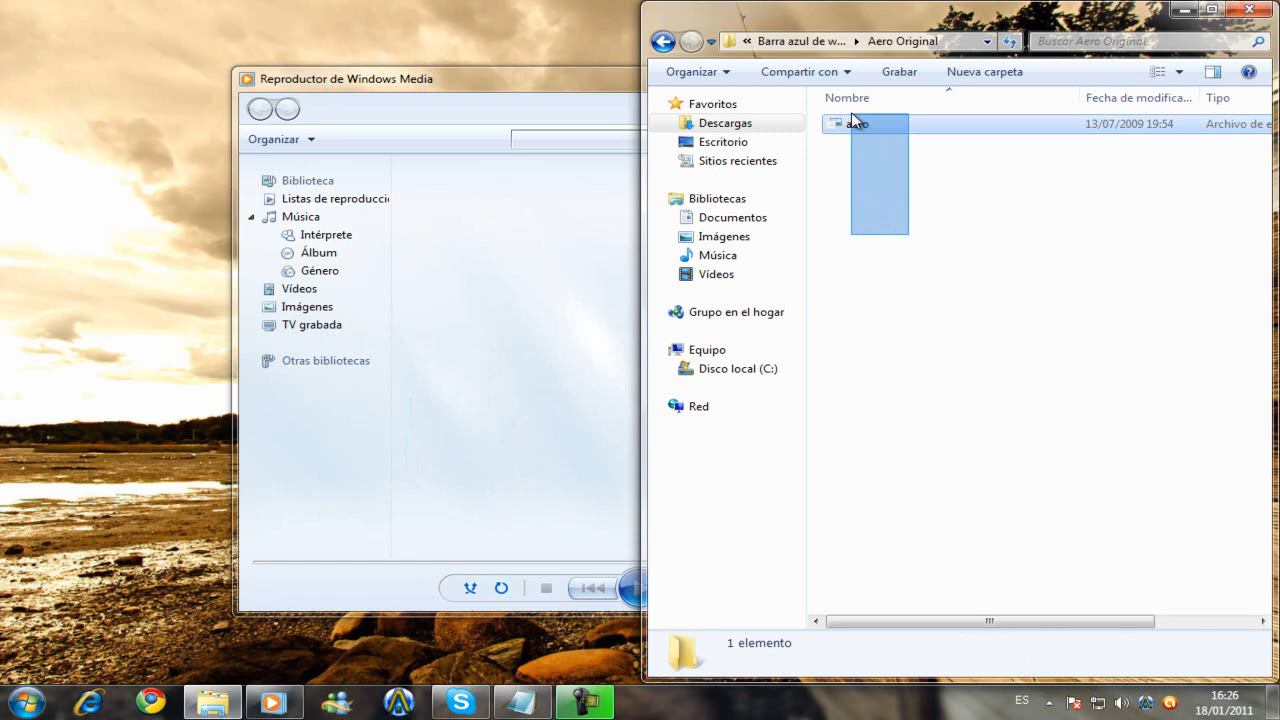 Reproductor de Windows Media
Organizar
Biblioteca
Listas de reproducci
Música
Intérprete
Álbum
Género
Vídeos
Imágenes
TV grabada
Otras bibliotecas
« Barra azul de w... Aero Original
Buscar Aero Original
Organizar Compartir con Grabar Nueva carpeta
Nombre Fecha de modifica... Tipo
Favoritos
Descargas
Escritorio
Sitios recientes
Bibliotecas
Documentos
Imágenes
Música
Vídeos
Grupo en el hogar
Equipo
Disco local (C:)
Red
13/07/2009 19:54 Archivo de e
1 elemento
ES
16:26
18/01/2011